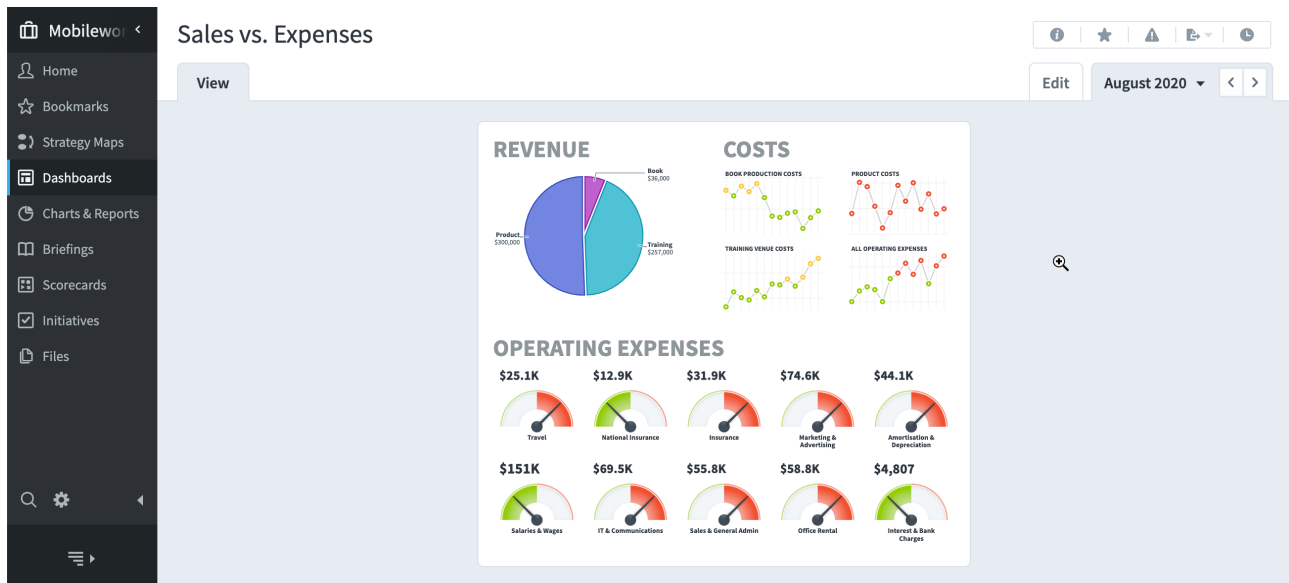 Mobilewor
Sales vs. Expenses
Home
Bookmarks
Strategy Maps
Dashboards
Charts & Reports
Briefings
Scorecards
Initiatives
Files
View
Edit
August 2020
REVENUE
Book
$36,000
Product
$300,000
Training
$257,000
COSTS
BOOK PRODUCTION COSTS
PRODUCT COSTS
TRAINING VENUE COSTS
ALL OPERATING EXPENSES
OPERATING EXPENSES
$25.1K
Travel
$12.9K
National Insurance
$31.9K
Insurance
$74.6K
Marketing &
Advertising
$44.1K
Amortisation &
Depreciation
$151K
Salaries & Wages
$69.5K
IT & Communications
$55.8K
Sales & General Admin
$58.8K
Office Rental
$4,807
Interest & Bank
Charges